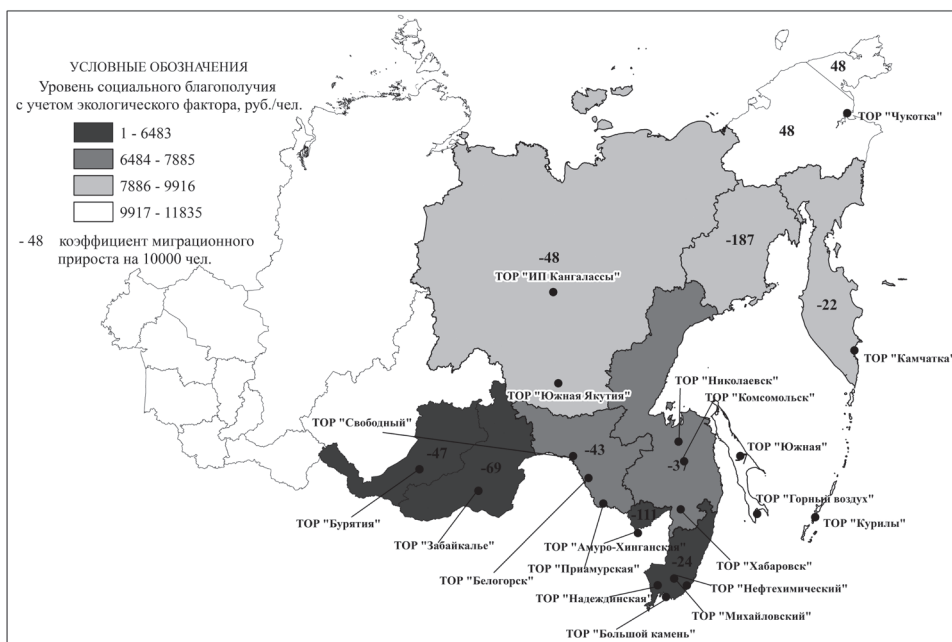 УСЛОВНЫЕ ОБОЗНАЧЕНИЯ
Уровень социального благополучия
с учетом экологического фактора, руб./чел.
1 - 6483
6484 - 7885
7886 - 9916
9917 - 11835
- 48 коэффициент миграционного
прироста на 10000 чел.
48
ТОР "Чукотка"
48
-187
-48
ТОР "ИП Кангалассы"
-22
ТОР "Камчатка"
ТОР "Николаевск"
ТОР "Комсомольск"
ТОР "Южная Якутия"
ТОР "Свободный"
-43
ТОР "Южная"
-47
-3
-69
ТОР "Горный воздух"
ТОР "Бурятия"
-111
ТОР "Курилы"
ТОР "Забайкалье"
ТОР "Амуро-Хинганская"
ТОР "Хабаровск"
-24
ТОР "Приамурская"
ТОР "Белогорск"
ТОР "Нефтехимический"
ТОР "Надеждинская"
ТОР "Михайловский"
ТОР "Большой камень"